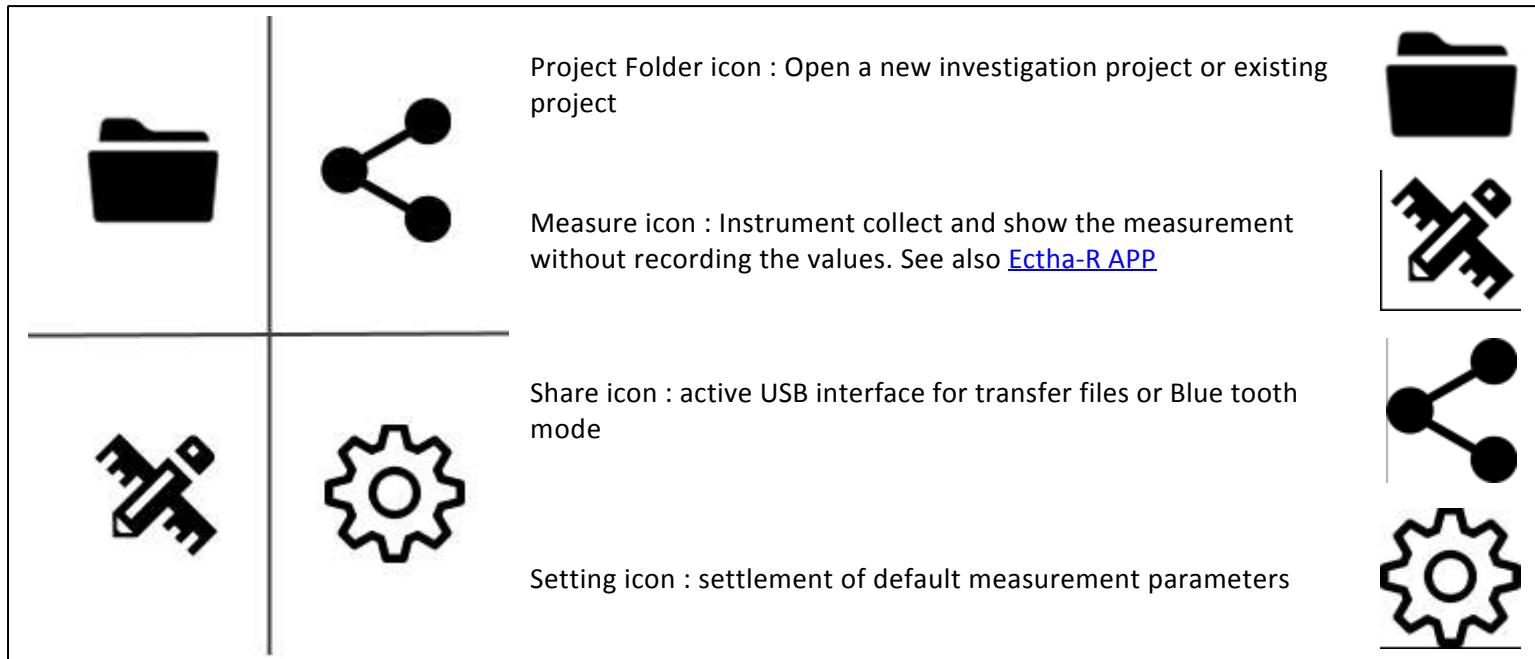 Project Folder icon : Open a new investigation project or existing
project
Measure icon : Instrument collect and show the measurement
without recording the values. See also Ectha-R APP
Share icon : active USB interface for transfer files or Blue tooth
mode
Setting icon : settlement of default measurement parameters